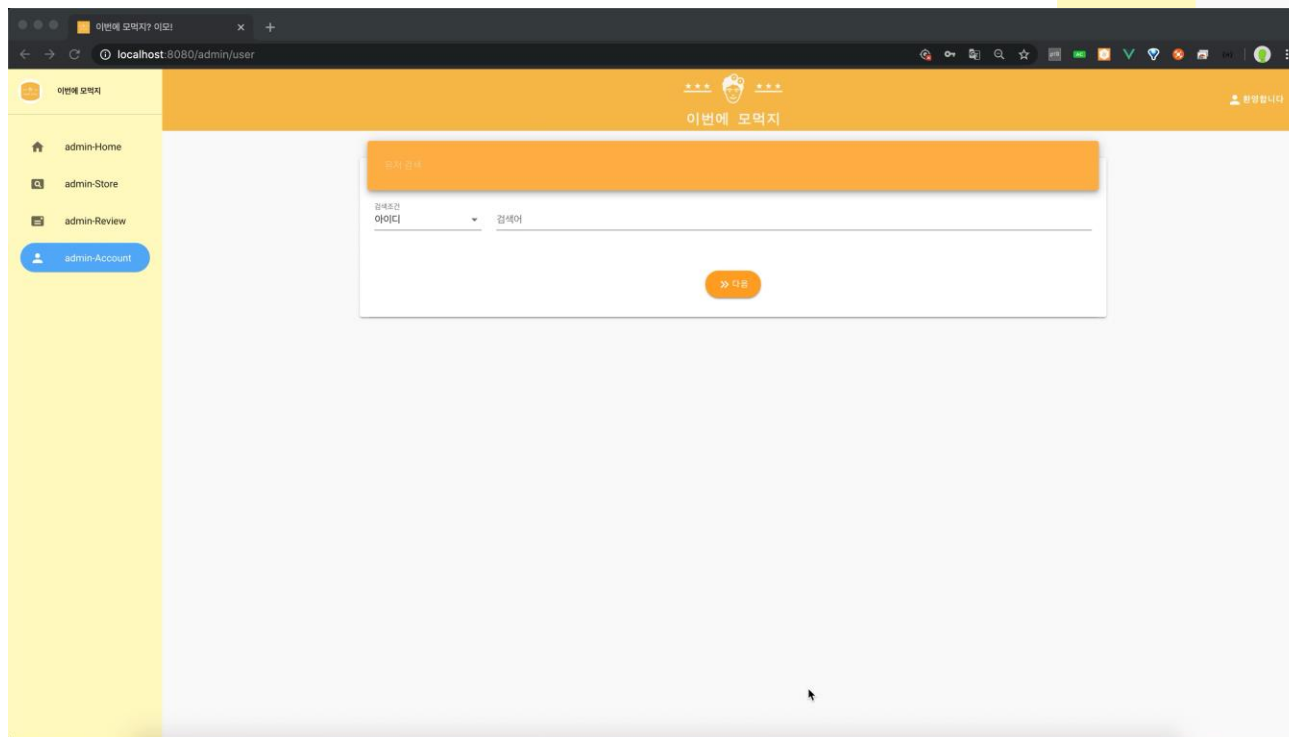 이번에 모먹지? 이모!
localhost:8080/admin/user
이번에 모먹지
이번에 모먹지
환영합니다
admin-Home
admin-Store
admin-Review
admin-Account
유저 검색
검색조건
아이디
검색어
다음